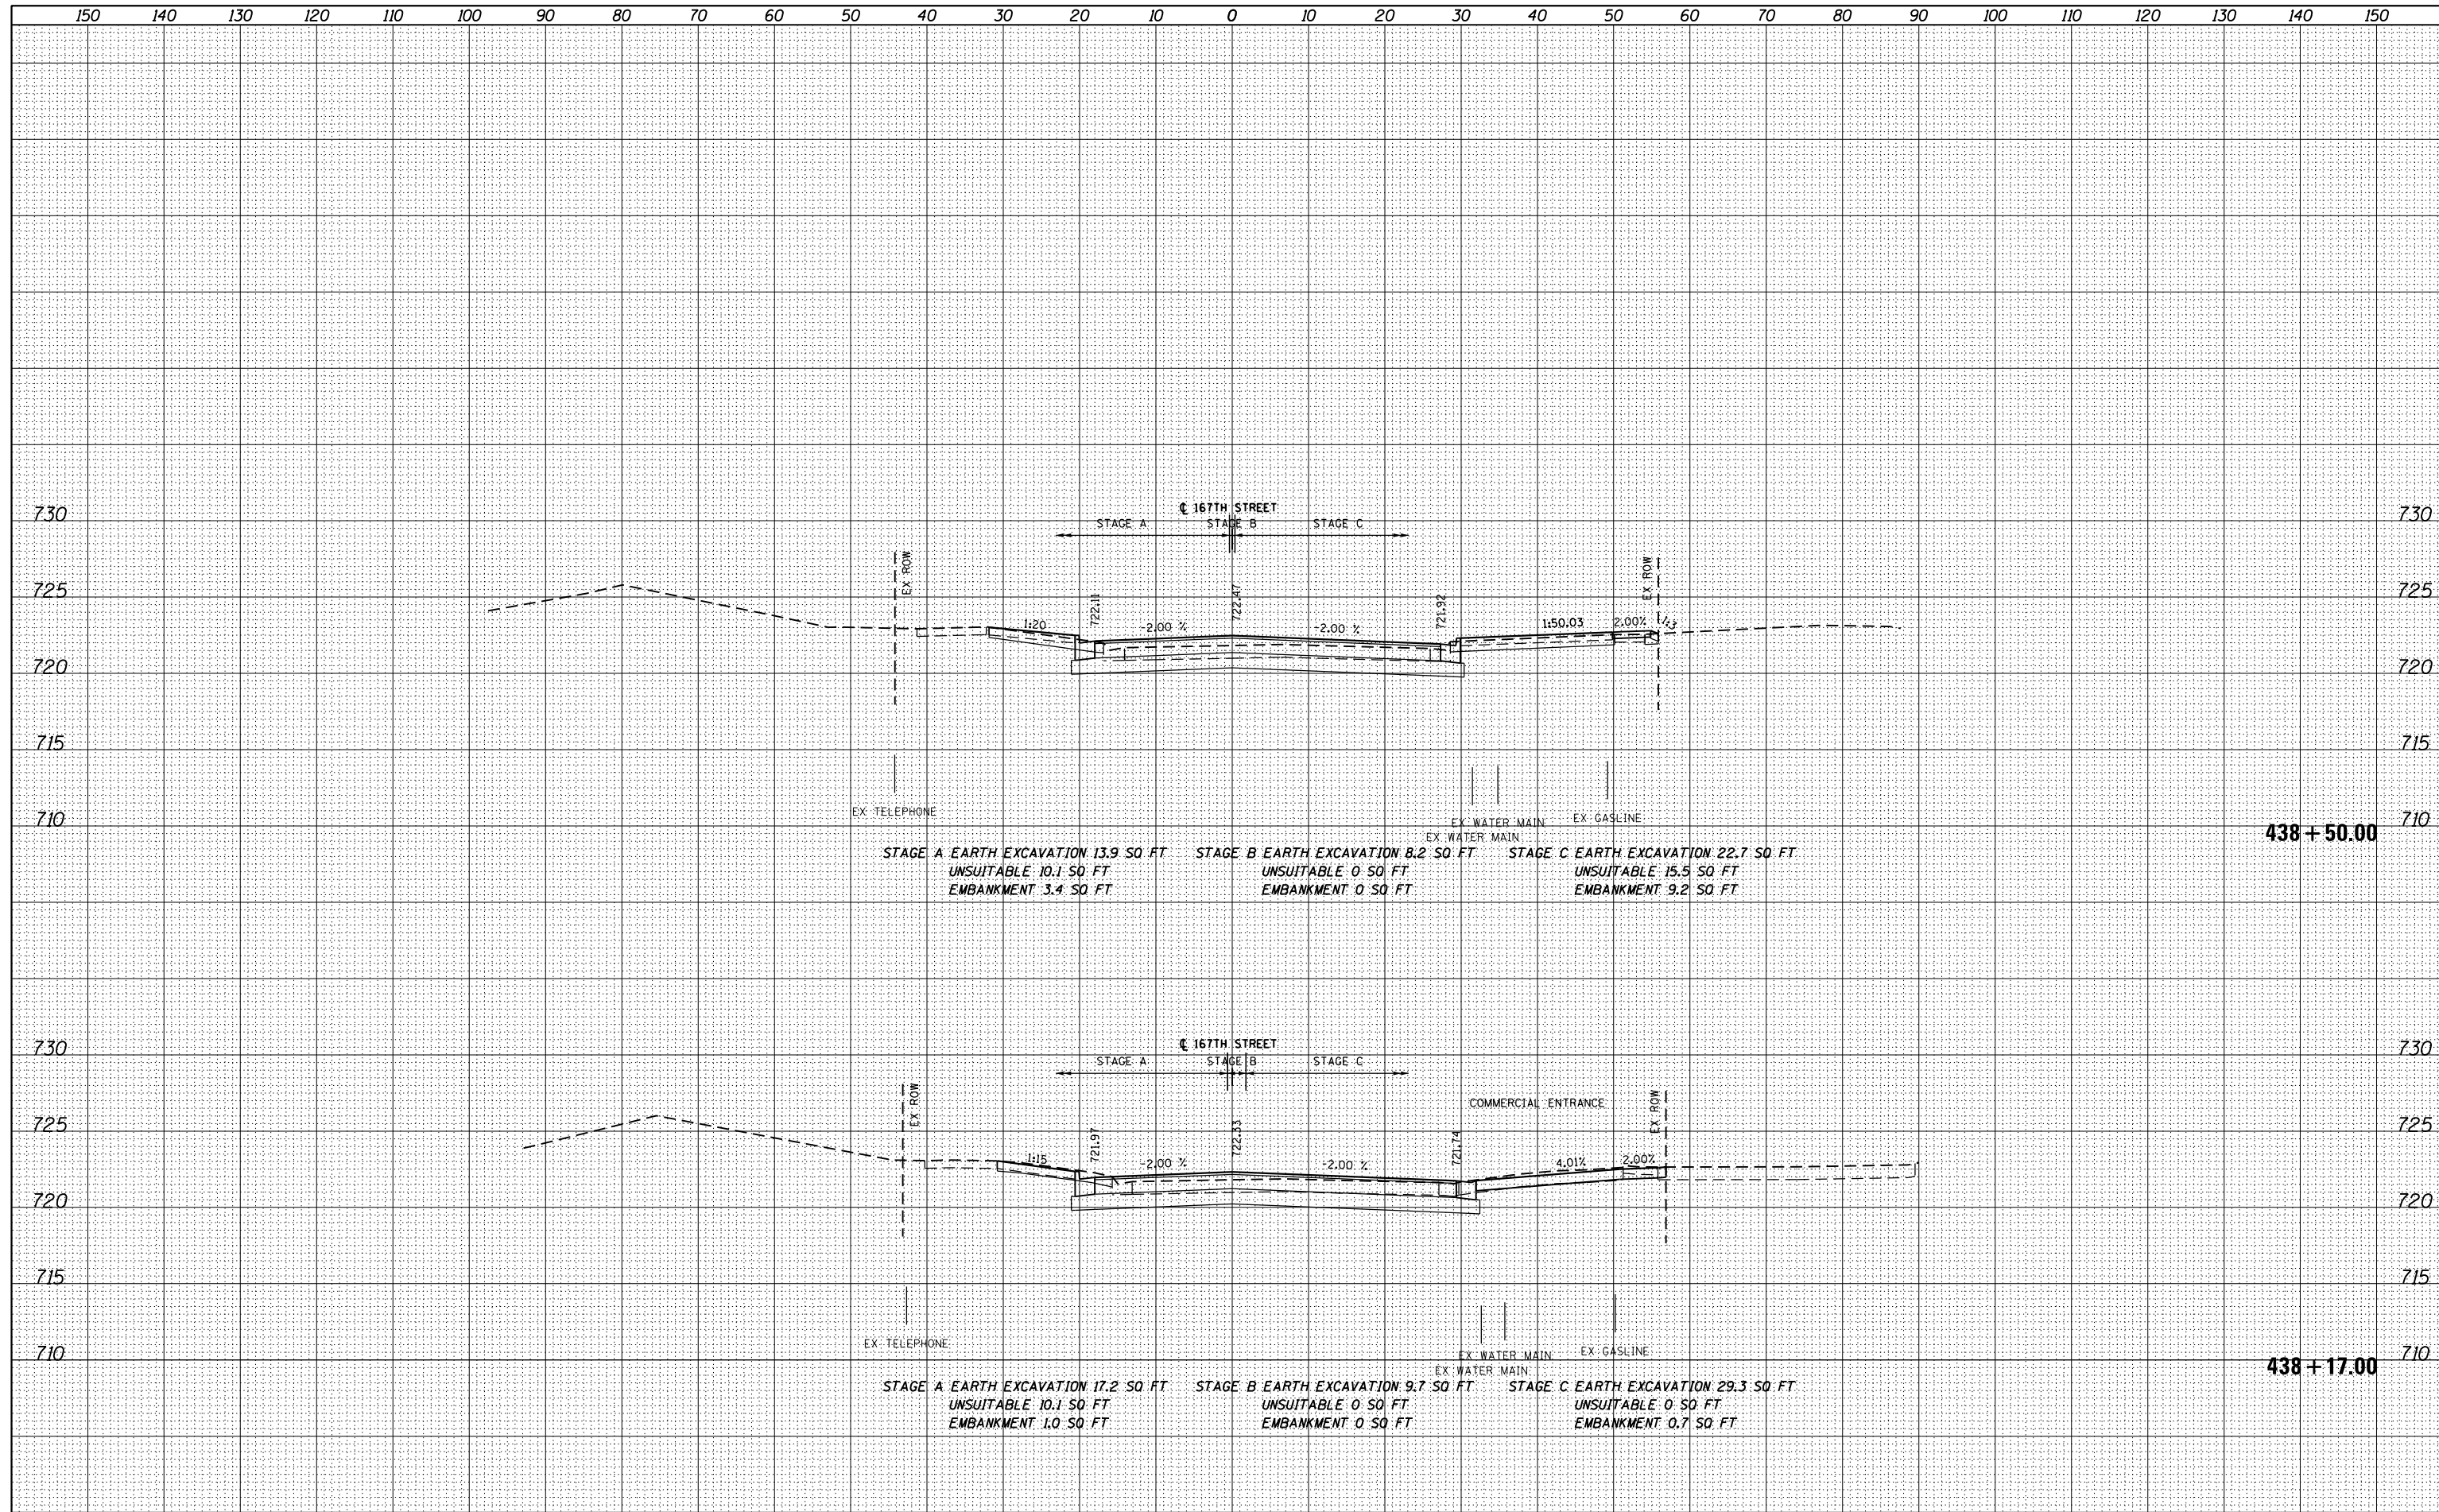 150 140 130 120 110 100 90 80 70 60 50 40 30 20 10 0 10 20 30 40 50 60 70 80 90 100 110 120 130 140 150
730 730
℄ 167TH STREET
STAGE A STAGE B STAGE C
725 725
EX ROW
EX ROW
722.11
722.47
721.92
1:20 -2.00 % -2.00 % 1:50.03 2.00% 1:3
720 720
715 715
EX TELEPHONE
EX WATER MAIN
EX GASLINE
EX WATER MAIN
710 710
438+50.00
STAGE A EARTH EXCAVATION 13.9 SQ FT STAGE B EARTH EXCAVATION 8.2 SQ FT STAGE C EARTH EXCAVATION 22.7 SQ FT
UNSUITABLE 10.1 SQ FT UNSUITABLE 0 SQ FT UNSUITABLE 15.5 SQ FT
EMBANKMENT 3.4 SQ FT EMBANKMENT 0 SQ FT EMBANKMENT 9.2 SQ FT
730 730
℄ 167TH STREET
STAGE A STAGE B STAGE C
COMMERCIAL ENTRANCE
725 725
EX ROW
EX ROW
721.97
722.33
721.74
1:15 -2.00 % -2.00 % 4.01% 2.00%
720 720
715 715
EX TELEPHONE
EX WATER MAIN
EX GASLINE
EX WATER MAIN
710 710
438+17.00
STAGE A EARTH EXCAVATION 17.2 SQ FT STAGE B EARTH EXCAVATION 9.7 SQ FT STAGE C EARTH EXCAVATION 29.3 SQ FT
UNSUITABLE 10.1 SQ FT UNSUITABLE 0 SQ FT UNSUITABLE 0 SQ FT
EMBANKMENT 1.0 SQ FT EMBANKMENT 0 SQ FT EMBANKMENT 0.7 SQ FT